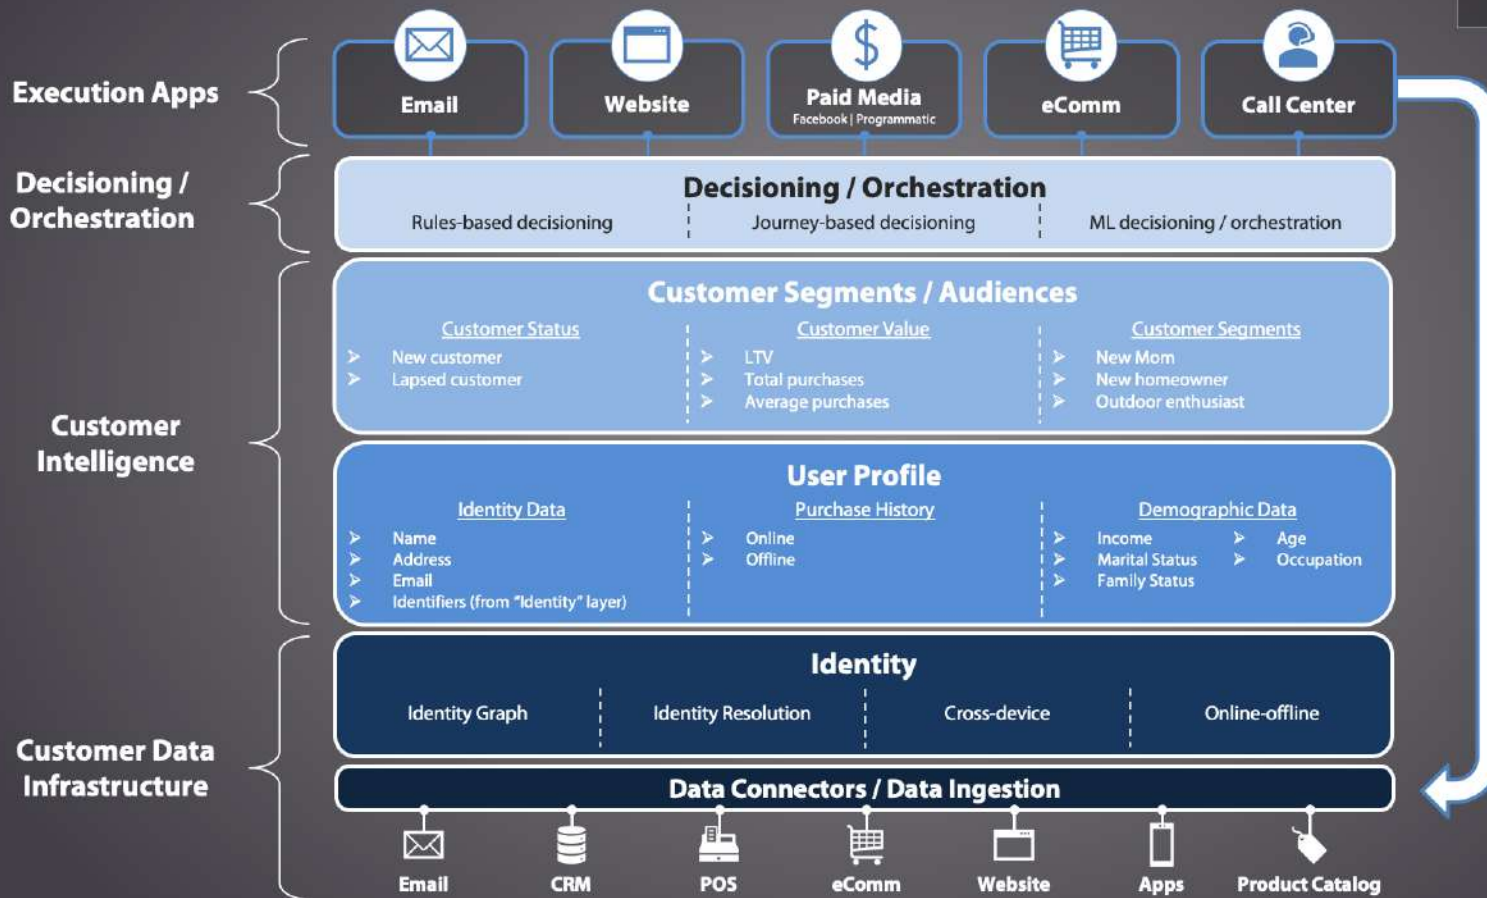 Execution Apps
Email
Website
Paid Media
Facebook | Programmatic
eComm
Call Center
Decisioning /
Orchestration
Decisioning / Orchestration
Rules-based decisioning
Journey-based decisioning
ML decisioning / orchestration
Customer
Intelligence
Customer Segments / Audiences
Customer Status
➢ New customer
➢ Lapsed customer
Customer Value
➢ LTV
➢ Total purchases
➢ Average purchases
Customer Segments
➢ New Mom
➢ New homeowner
➢ Outdoor enthusiast
User Profile
Identity Data
➢ Name
➢ Address
➢ Email
➢ Identifiers (from "Identity" layer)
Purchase History
➢ Online
➢ Offline
Demographic Data
➢ Income
➢ Marital Status
➢ Family Status
➢ Age
➢ Occupation
Customer Data
Infrastructure
Identity
Identity Graph
Identity Resolution
Cross-device
Online-offline
Data Connectors / Data Ingestion
Email
CRM
POS
eComm
Website
Apps
Product Catalog